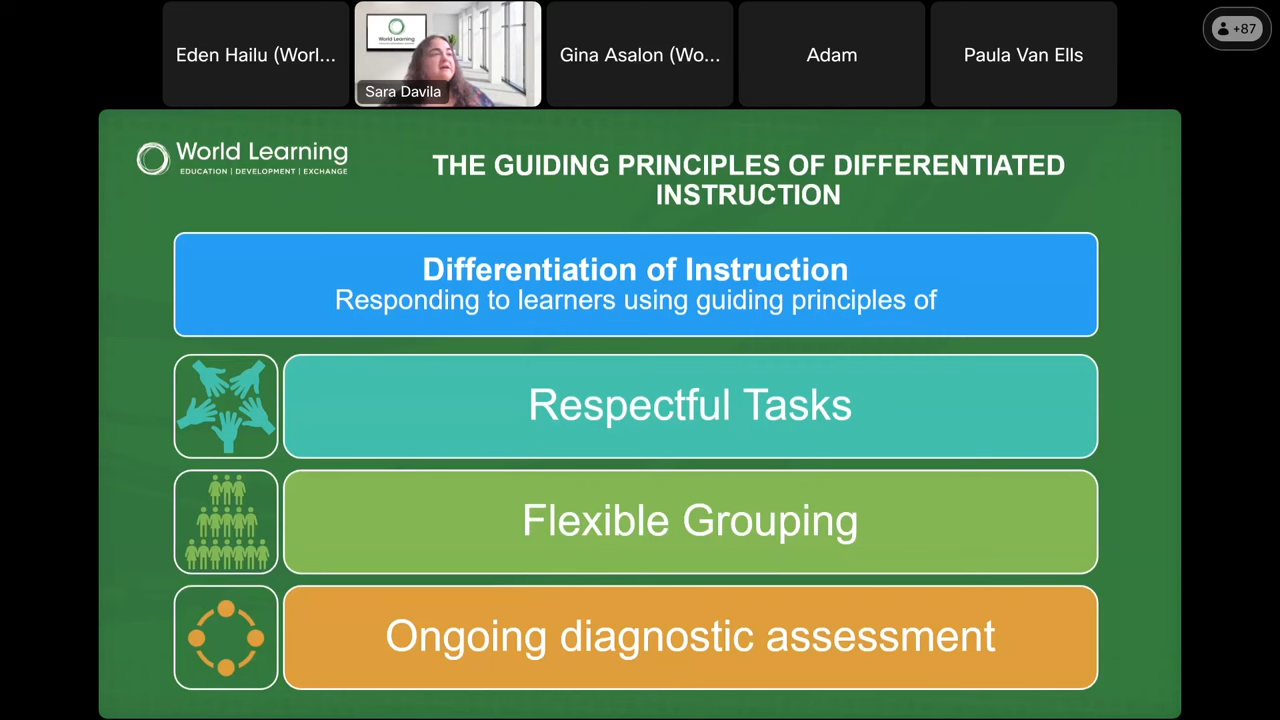 Eden Hailu (Worl...
Gina Asalon (Wo...
Adam
Paula Van Ells
+87
World Learning
Sara Davila
World Learning
EDUCATION | DEVELOPMENT | EXCHANGE
THE GUIDING PRINCIPLES OF DIFFERENTIATED
INSTRUCTION
Differentiation of Instruction
Responding to learners using guiding principles of
Respectful Tasks
Flexible Grouping
Ongoing diagnostic assessment